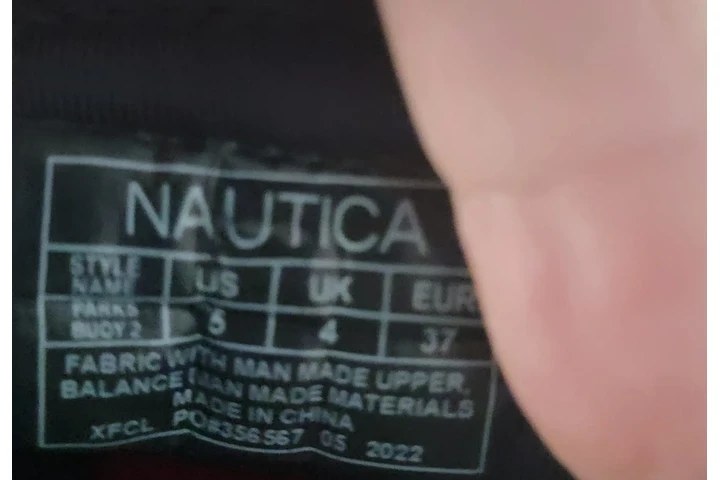 NAUTICA
STYLE NAME US UK EUR
PARKS BUOY 2 5 4 37
FABRIC WITH MAN MADE UPPER,
BALANCE MAN MADE MATERIALS
MADE IN CHINA
XFCL PO#356567 05 2022